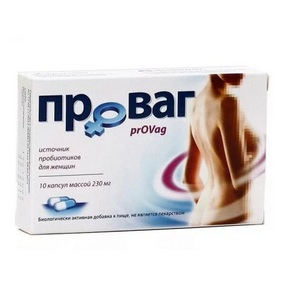 проваг
prOVag
источник
пробиотиков
для женщин
10 капсул массой 230 мг
Биологически активная добавка к пище, не является лекарством